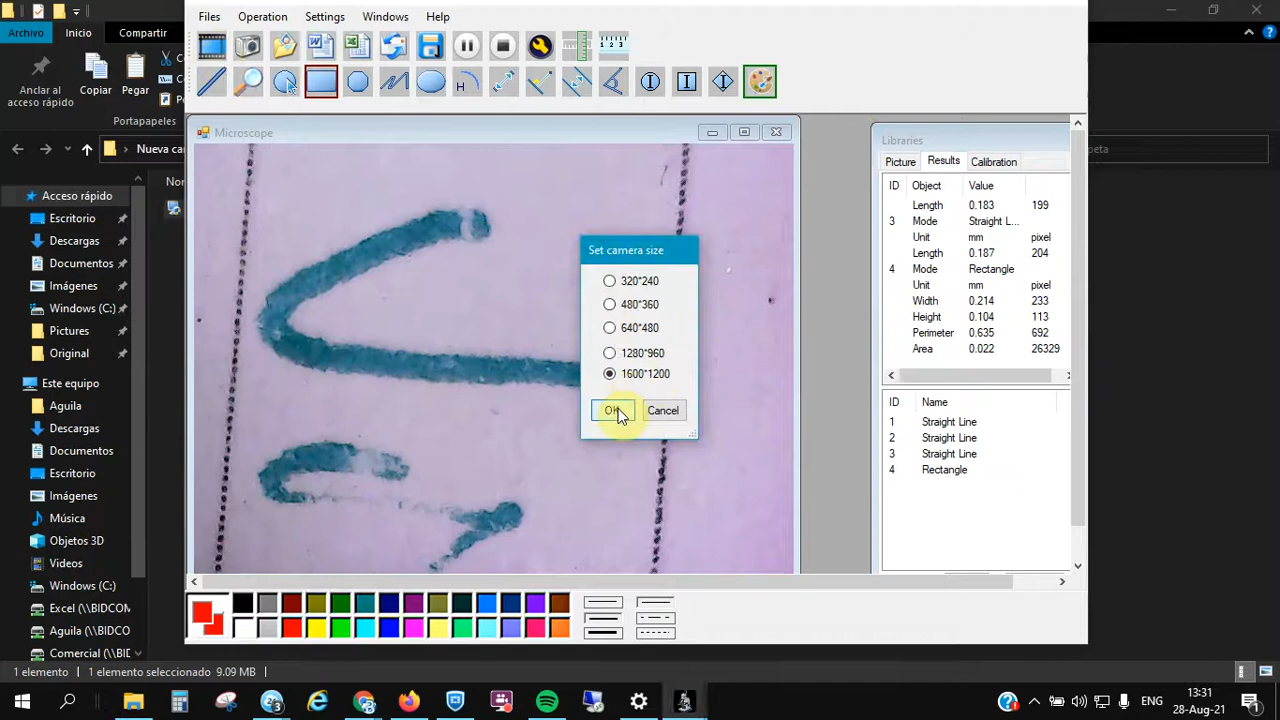 Files Operation Settings Windows Help
Archivo Inicio Compartir
Anclar al
acceso rápido
Copiar
Pegar
Portapapeles
Microscope
Libraries
Picture Results Calibration
ID Object Value
Length 0.183 199
3 Mode Straight L...
Unit mm pixel
Length 0.187 204
4 Mode Rectangle
Unit mm pixel
Width 0.214 233
Height 0.104 113
Perimeter 0.635 692
Area 0.022 26329
ID Name
1 Straight Line
2 Straight Line
3 Straight Line
4 Rectangle
Set camera size
320*240
480*360
640*480
1280*960
1600*1200
OK Cancel
Nueva car
peta
Nor
Acceso rápido
Escritorio
Descargas
Documentos
Imágenes
Windows (C:)
Pictures
Original
Este equipo
Aguila
Descargas
Documentos
Escritorio
Imágenes
Música
Objetos 3D
Videos
Windows (C:)
Excel (\\BIDCOM
Aguila (\\BIDCO
Comercial (\\BID
1 elemento 1 elemento seleccionado 9.09 MB
ENG
13:31
28-Aug-21